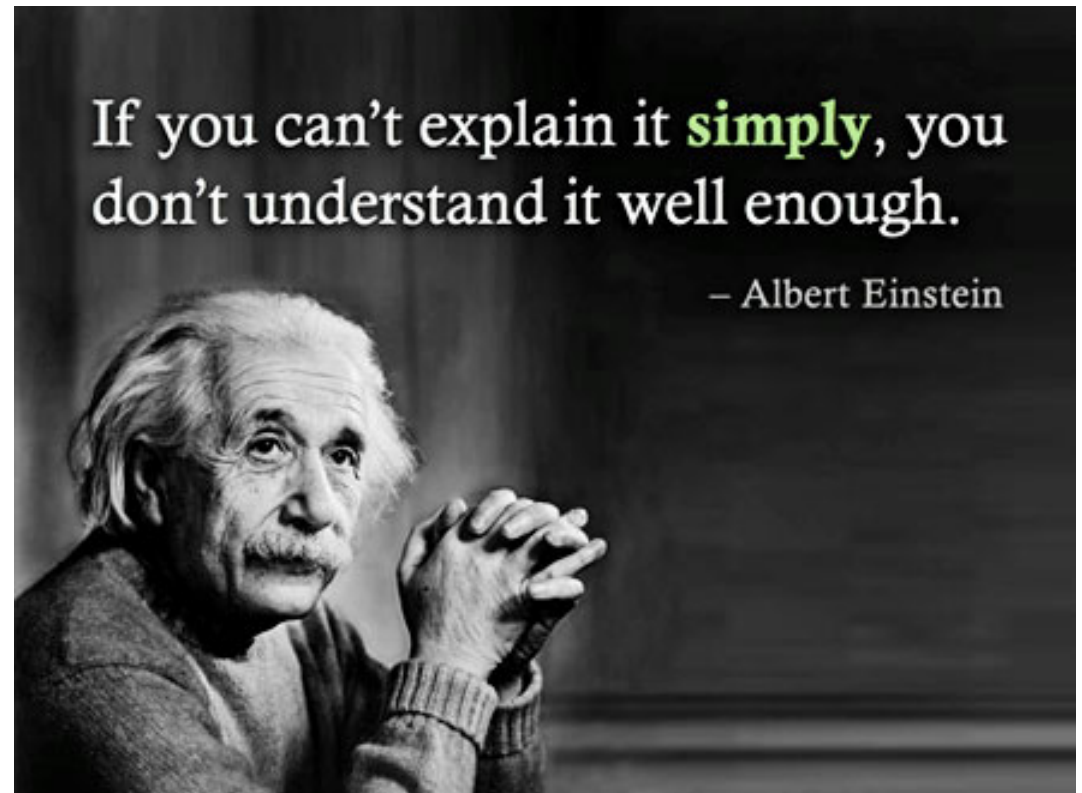 If you can’t explain it simply, you
don’t understand it well enough.
– Albert Einstein